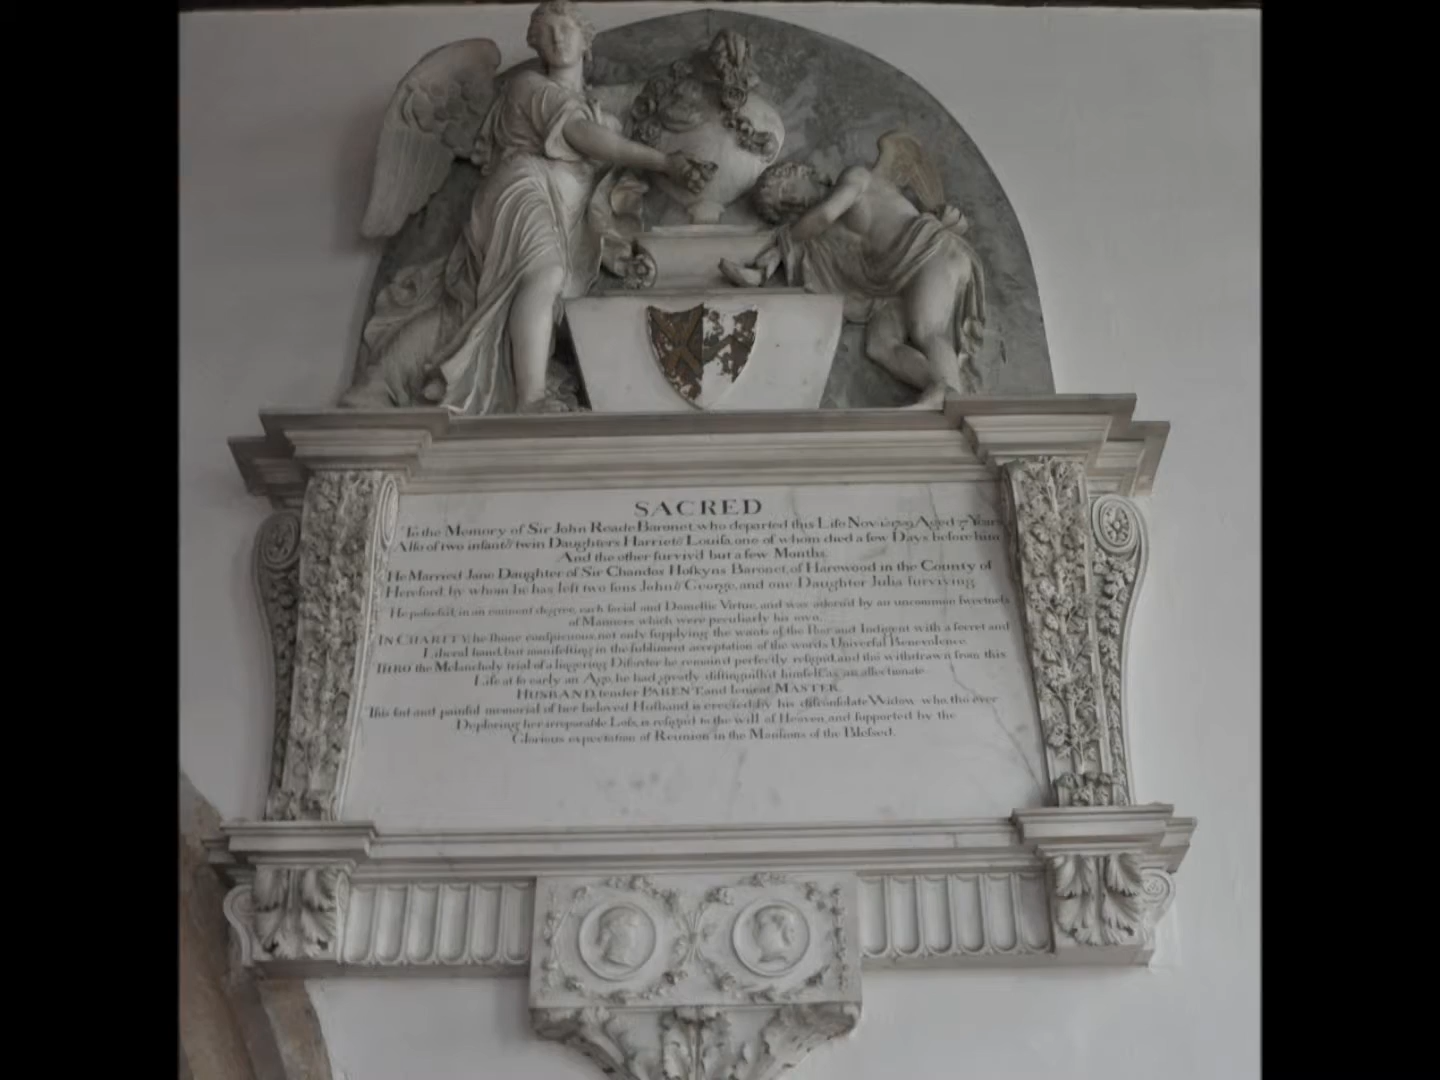 SACRED
To the Memory of Sir John Reade Baronet, who departed this Life Nov. Aged Years
Alſo of two infant & twin Daughters Harriet & Louiſa, one of whom died a few Days before him
And the other ſurviv'd but a few Months.
He Married Jane Daughter of Sir Chandos Hoſkyns Baronet, of Harewood in the County of
Hereford, by whom he has left two ſons John & George, and one Daughter Julia ſurviving.
He poſseſs'd, in an eminent degree, each ſocial and Domeſtic Virtue, and was adorn'd by an uncommon ſweetneſs
of Manners which were peculiarly his own.
IN CHARITY, he ſhone conſpicuous, not only ſupplying the wants of the Poor and Indigent with a ſecret and
Liberal hand, but manifeſting in the ſublimeſt acceptation of the words Univerſal Benevolence.
THRO the Melancholy trial of a lingering Diſorder he remain'd perfectly reſign'd, and tho' withdrawn from this
Life at ſo early an Age, he had greatly diſtinguiſh'd himſelf as an affectionate
HUSBAND, tender PARENT, and lenient MASTER.
This and painful memorial of her beloved Huſband, is erected by his diſconſolate Widow who, tho' ever
Deploring her irreparable Loſs, is reſign'd to the will of Heaven, and ſupported by the
Glorious expectation of Reunion in the Manſions of the Bleſsed.